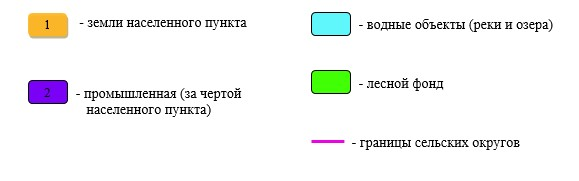 1 - земли населенного пункта
2 - промышленная (за чертой
населенного пункта)
- водные объекты (реки и озера)
- лесной фонд
- границы сельских округов